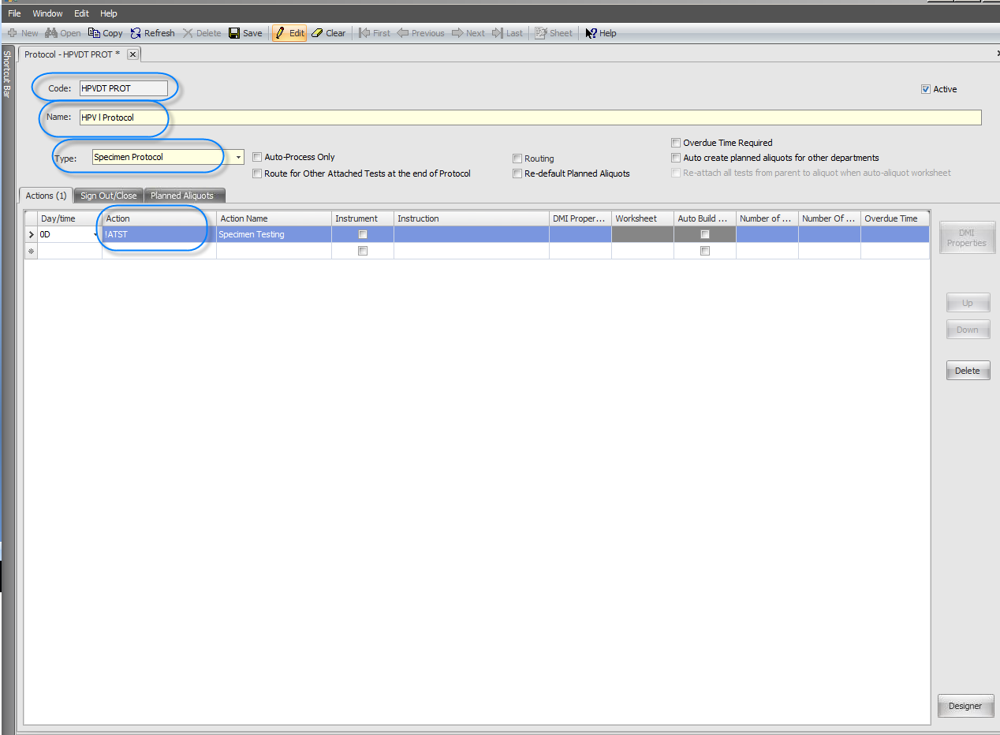 File Window Edit Help
New Open Copy Refresh Delete Save Edit Clear First Previous Next Last Sheet Help
Shortcut Bar
Protocol - HPVDT PROT *
Code: HPVDT PROT
Active
Name: HPV l Protocol
Type: Specimen Protocol
Auto-Process Only
Route for Other Attached Tests at the end of Protocol
Routing
Re-default Planned Aliquots
Overdue Time Required
Auto create planned aliquots for other departments
Re-attach all tests from parent to aliquot when auto-aliquot worksheet
Actions (1) Sign Out/Close Planned Aliquots
Day/time Action Action Name Instrument Instruction DMI Proper... Worksheet Auto Build ... Number of ... Number Of ... Overdue Time
0D !ATST Specimen Testing
DMI
Properties
Up
Down
Delete
Designer